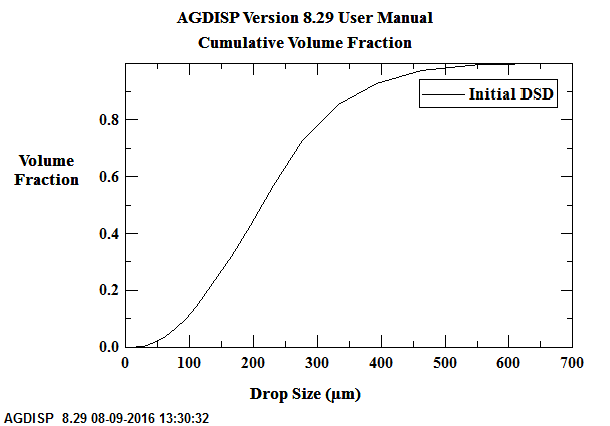 AGDISP Version 8.29 User Manual
Cumulative Volume Fraction
Initial DSD
0.8
Volume
Fraction
0.6
0.4
0.2
0.0
0 100 200 300 400 500 600 700
Drop Size (µm)
AGDISP 8.29 08-09-2016 13:30:32